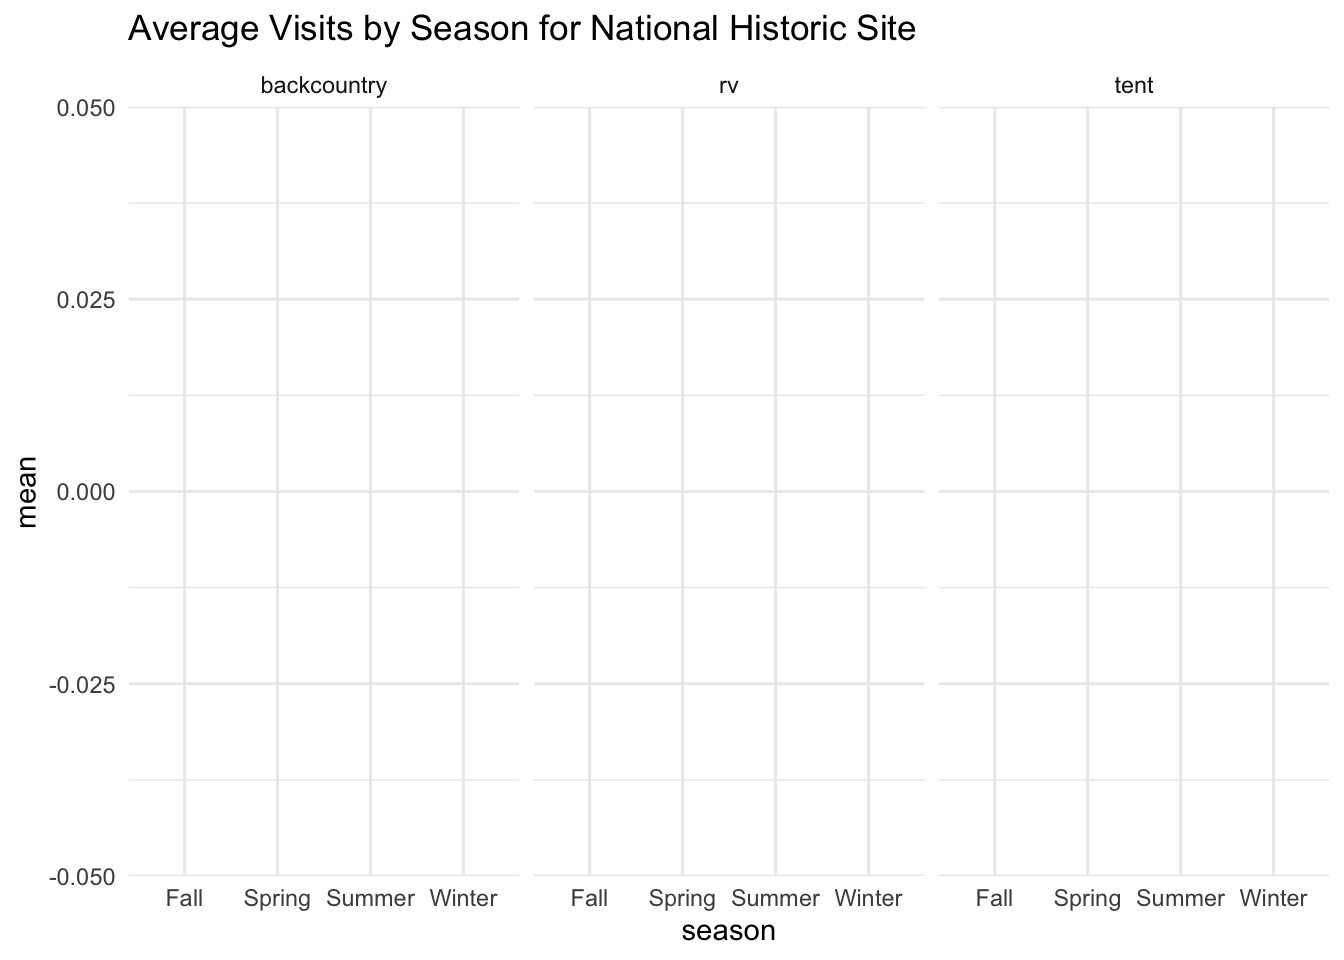 Average Visits by Season for National Historic Site
backcountry rv tent
0.050
0.025
0.000
-0.025
-0.050
mean
Fall Spring Summer Winter Fall Spring Summer Winter Fall Spring Summer Winter
season